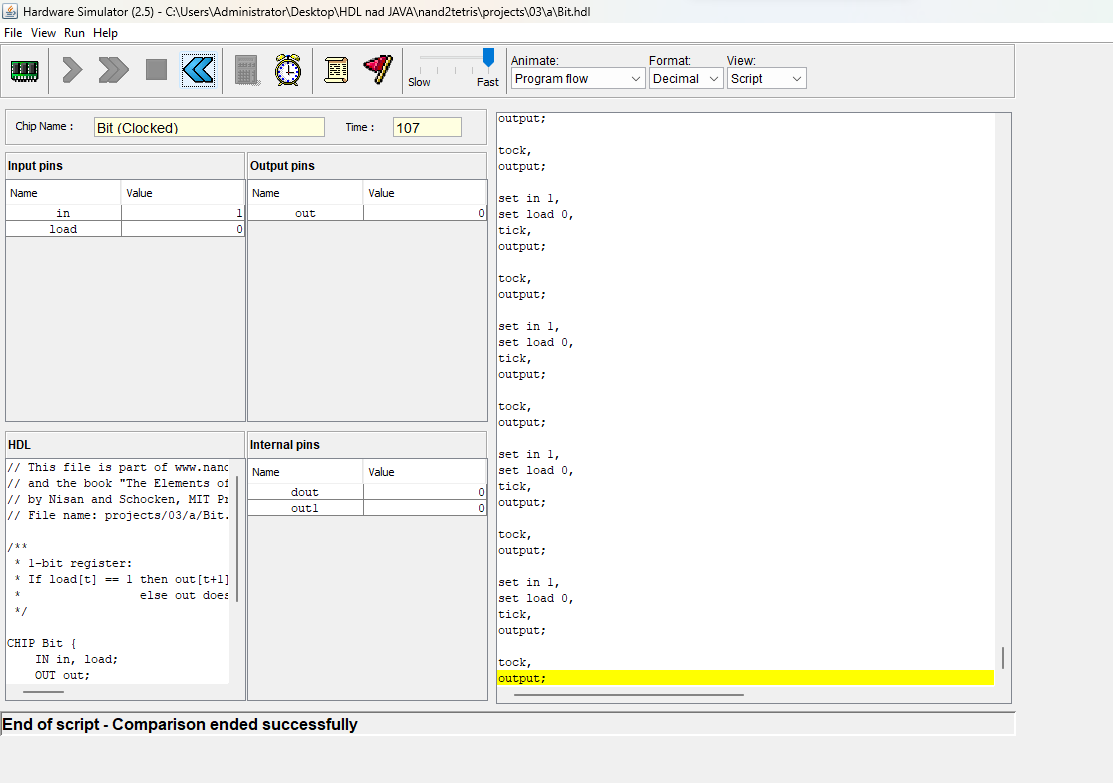 Hardware Simulator (2.5) - C:\Users\Administrator\Desktop\HDL nad JAVA\nand2tetris\projects\03\a\Bit.hdl
File View Run Help
Slow Fast
Animate:
Program flow
Format:
Decimal
View:
Script
Chip Name :
Bit (Clocked)
Time :
107
Input pins
Name Value
in 1
load 0
Output pins
Name Value
out 0
HDL
// This file is part of www.nand
// and the book "The Elements of
// by Nisan and Schocken, MIT Pr
// File name: projects/03/a/Bit.
/**
* 1-bit register:
* If load[t] == 1 then out[t+1]
* else out does
*/
CHIP Bit {
IN in, load;
OUT out;
Internal pins
Name Value
dout 0
out1 0
output;
tock,
output;
set in 1,
set load 0,
tick,
output;
tock,
output;
set in 1,
set load 0,
tick,
output;
tock,
output;
set in 1,
set load 0,
tick,
output;
tock,
output;
set in 1,
set load 0,
tick,
output;
tock,
output;
End of script - Comparison ended successfully